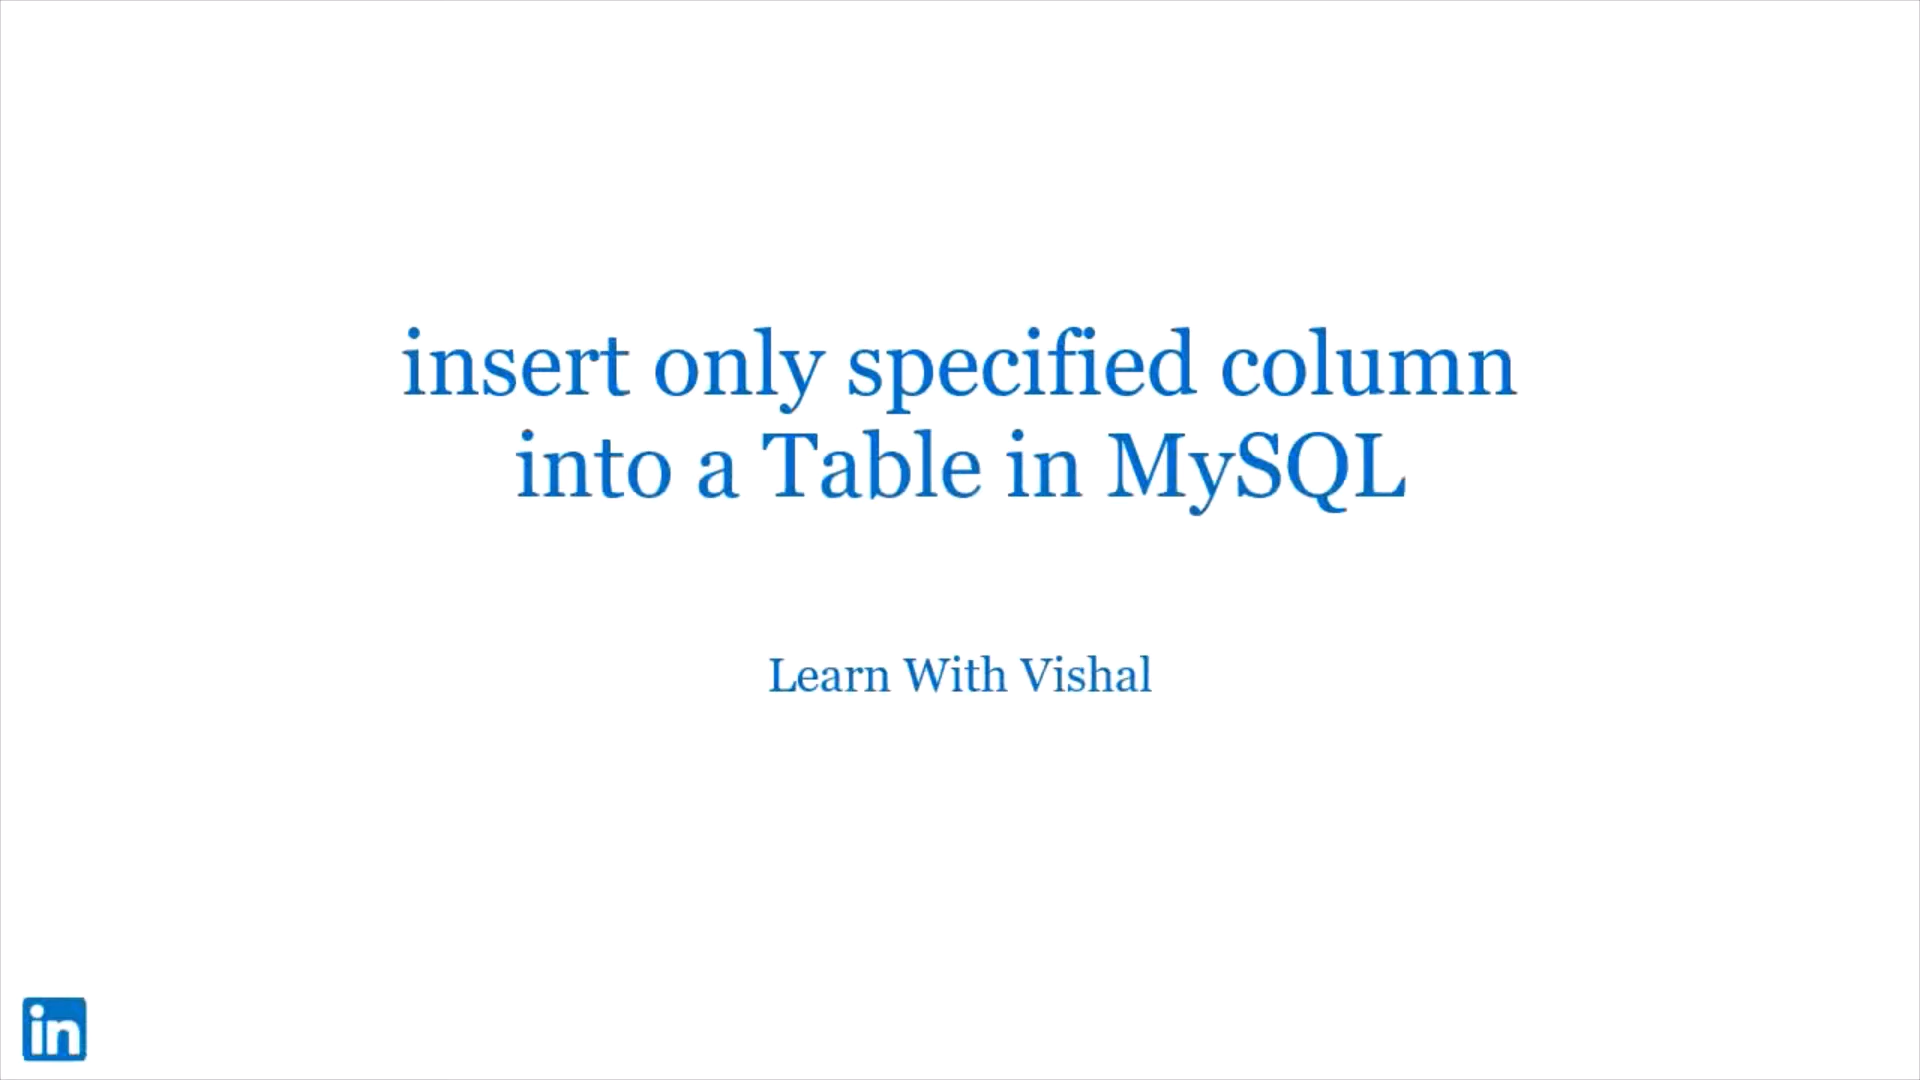 insert only specified column
into a Table in MySQL
Learn With Vishal
in